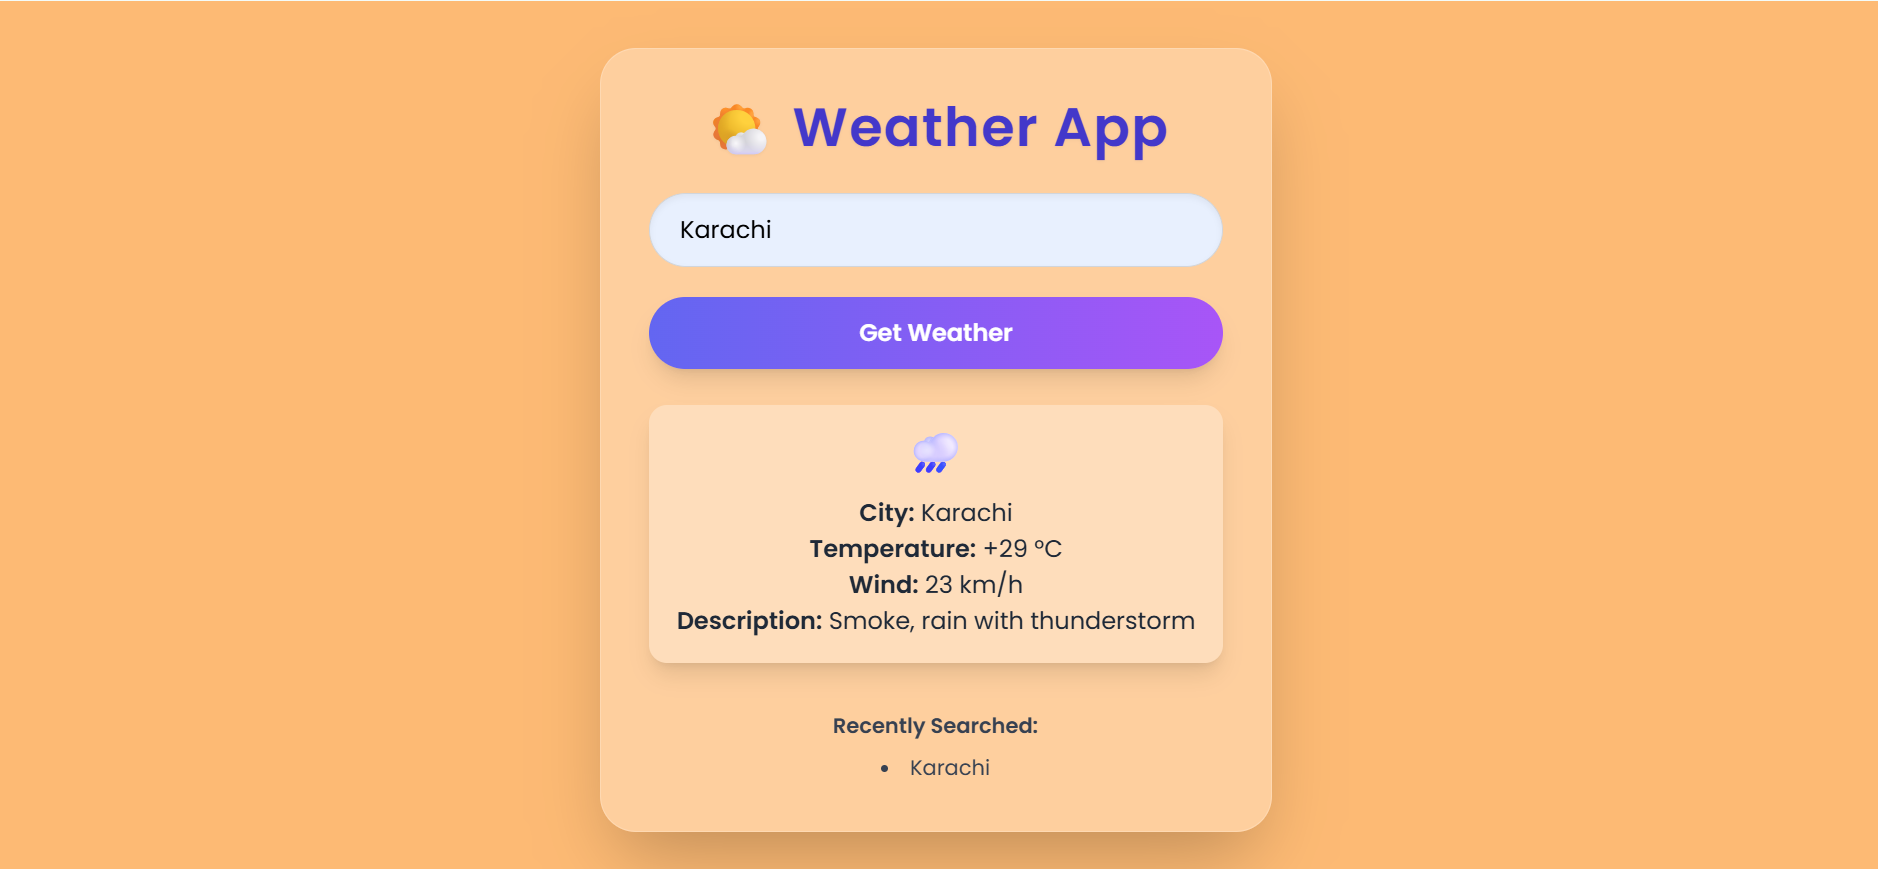 Weather App
Karachi
Get Weather
City: Karachi
Temperature: +29 °C
Wind: 23 km/h
Description: Smoke, rain with thunderstorm
Recently Searched:
• Karachi